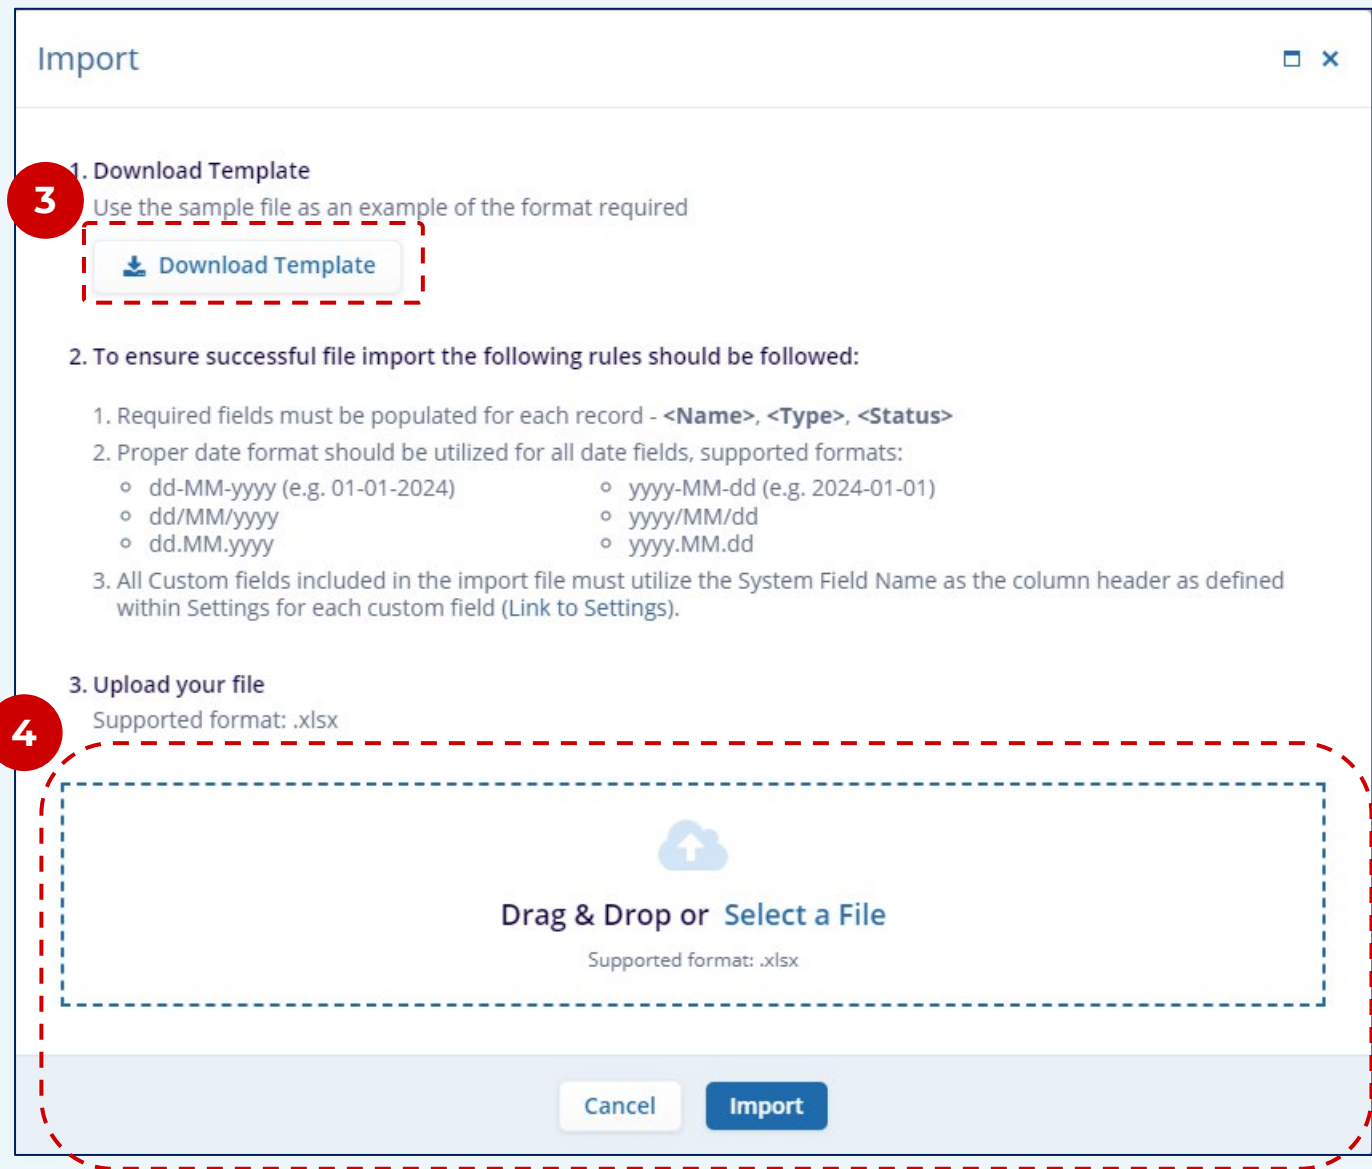 Import
1. Download Template
3
Use the sample file as an example of the format required
Download Template
2. To ensure successful file import the following rules should be followed:
1. Required fields must be populated for each record - <Name>, <Type>, <Status>
2. Proper date format should be utilized for all date fields, supported formats:
dd-MM-yyyy (e.g. 01-01-2024)
dd/MM/yyyy
dd.MM.yyyy
yyyy-MM-dd (e.g. 2024-01-01)
yyyy/MM/dd
yyyy.MM.dd
3. All Custom fields included in the import file must utilize the System Field Name as the column header as defined
within Settings for each custom field (Link to Settings).
3. Upload your file
Supported format: .xlsx
4
Drag & Drop or Select a File
Supported format: .xlsx
Cancel
Import